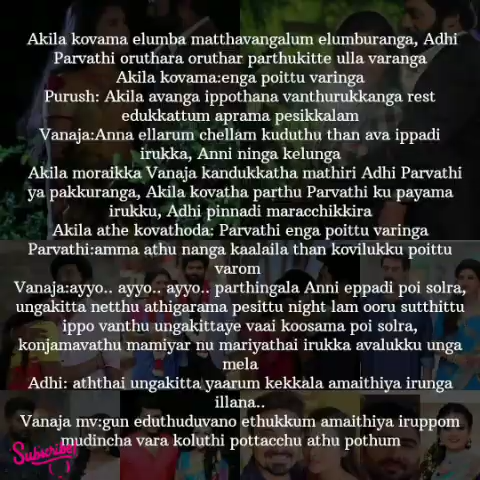 Akila kovama elumba matthavangalum elumburanga, Adhi
Parvathi oruthara oruthar parthukitte ulla varanga
Akila kovama:enga poittu varinga
Purush: Akila avanga ippothana vanthurukkanga rest
edukkattum aprama pesikkalam
Vanaja:Anna ellarum chellam kuduthu than ava ippadi
irukka, Anni ninga kelunga
Akila moraikka Vanaja kandukkatha mathiri Adhi Parvathi
ya pakkuranga, Akila kovatha parthu Parvathi ku payama
irukku, Adhi pinnadi maracchikkira
Akila athe kovathoda: Parvathi enga poittu varinga
Parvathi:amma athu nanga kaalaila than kovilukku poittu
varom
Vanaja:ayyo.. ayyo.. ayyo.. parthingala Anni eppadi poi solra,
ungakitta netthu athigarama pesittu night lam ooru sutthittu
ippo vanthu ungakittaye vaai koosama poi solra,
konjamavathu mamiyar nu mariyathai irukka avalukku unga
mela
Adhi: aththai ungakitta yaarum kekkala amaithiya irunga
illana..
Vanaja mv:gun eduthuduvano ethukkum amaithiya iruppom
mudincha vara koluthi pottacchu athu pothum
Subscribe